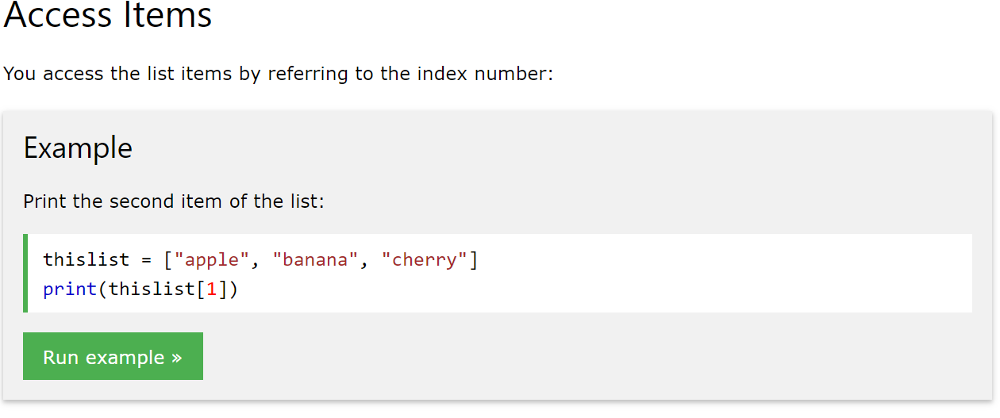 Access Items
You access the list items by referring to the index number:
Example
Print the second item of the list:
thislist = ["apple", "banana", "cherry"]
print(thislist[1])
Run example »